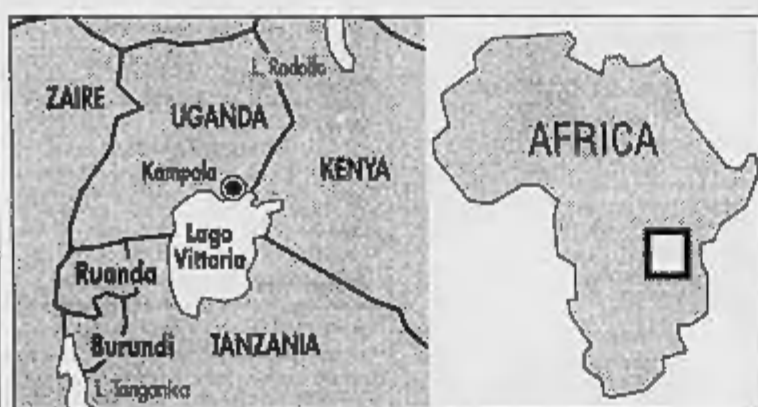 L. Rodolfo
ZAIRE
UGANDA
AFRICA
Kampala
KENYA
Lago
Vittoria
Ruanda
Burundi
TANZANIA
L. Tanganica